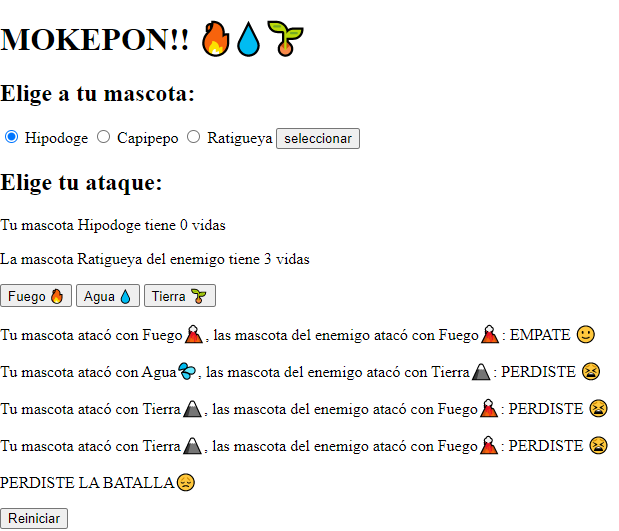 MOKEPON!! 🔥💧🌱
Elige a tu mascota:
Hipodoge Capipepo Ratigueya seleccionar
Elige tu ataque:
Tu mascota Hipodoge tiene 0 vidas
La mascota Ratigueya del enemigo tiene 3 vidas
Fuego 🔥 Agua 💧 Tierra 🌱
Tu mascota atacó con Fuego🌋, las mascota del enemigo atacó con Fuego🌋: EMPATE 🙂
Tu mascota atacó con Agua💦, las mascota del enemigo atacó con Tierra🏔: PERDISTE 😫
Tu mascota atacó con Tierra🏔, las mascota del enemigo atacó con Fuego🌋: PERDISTE 😫
Tu mascota atacó con Tierra🏔, las mascota del enemigo atacó con Fuego🌋: PERDISTE 😫
PERDISTE LA BATALLA😞
Reiniciar